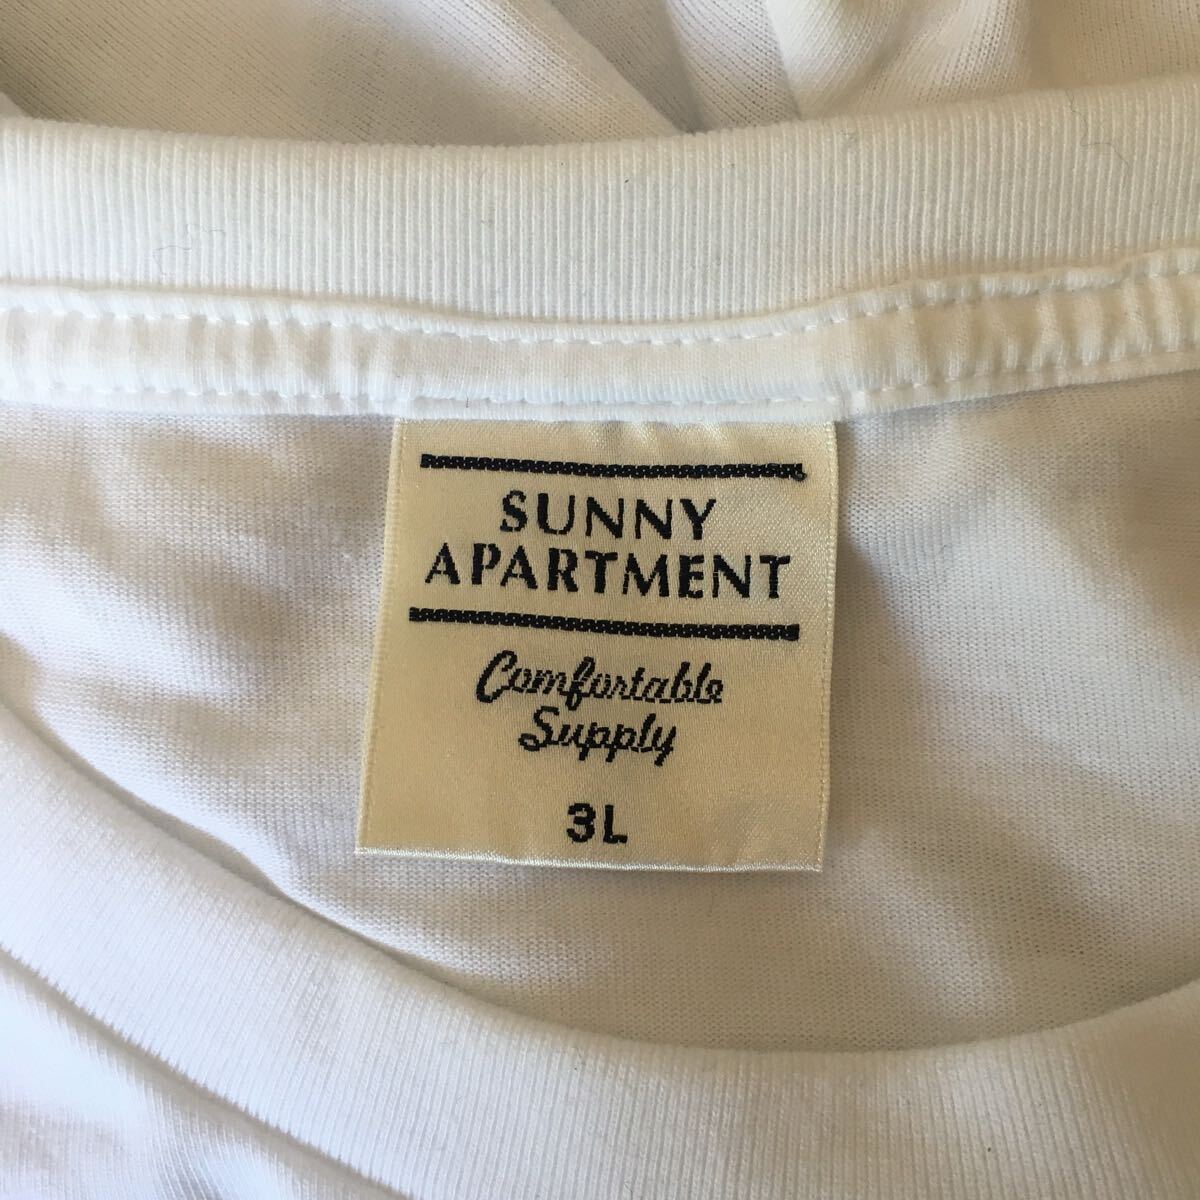 SUNNY
APARTMENT
Comfortable
Supply
3L